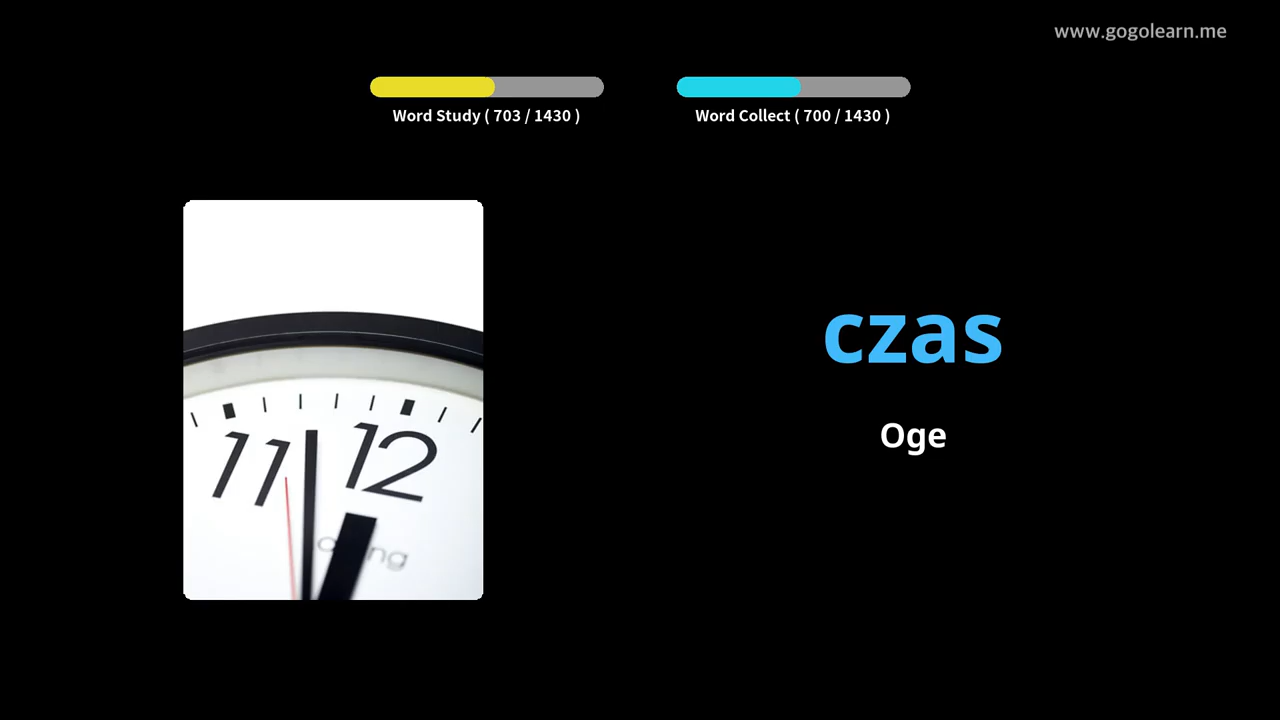 www.gogolearn.me
Word Study ( 703 / 1430 )
Word Collect ( 700 / 1430 )
11
12
czas
Oge